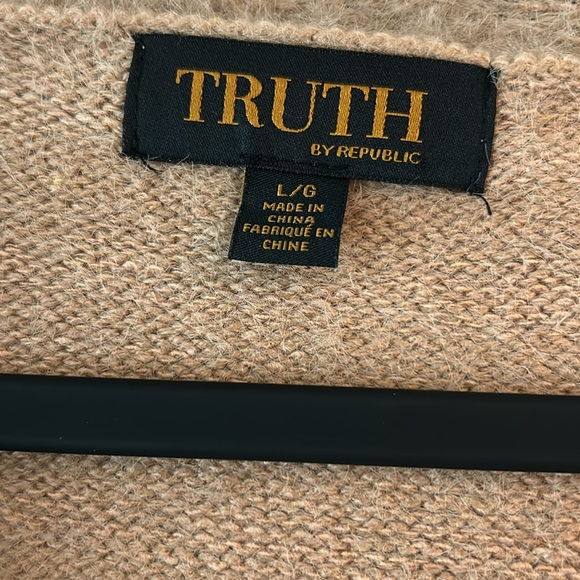 TRUTH
BY REPUBLIC
L/G
MADE IN
CHINA
FABRIQUÉ EN
CHINE